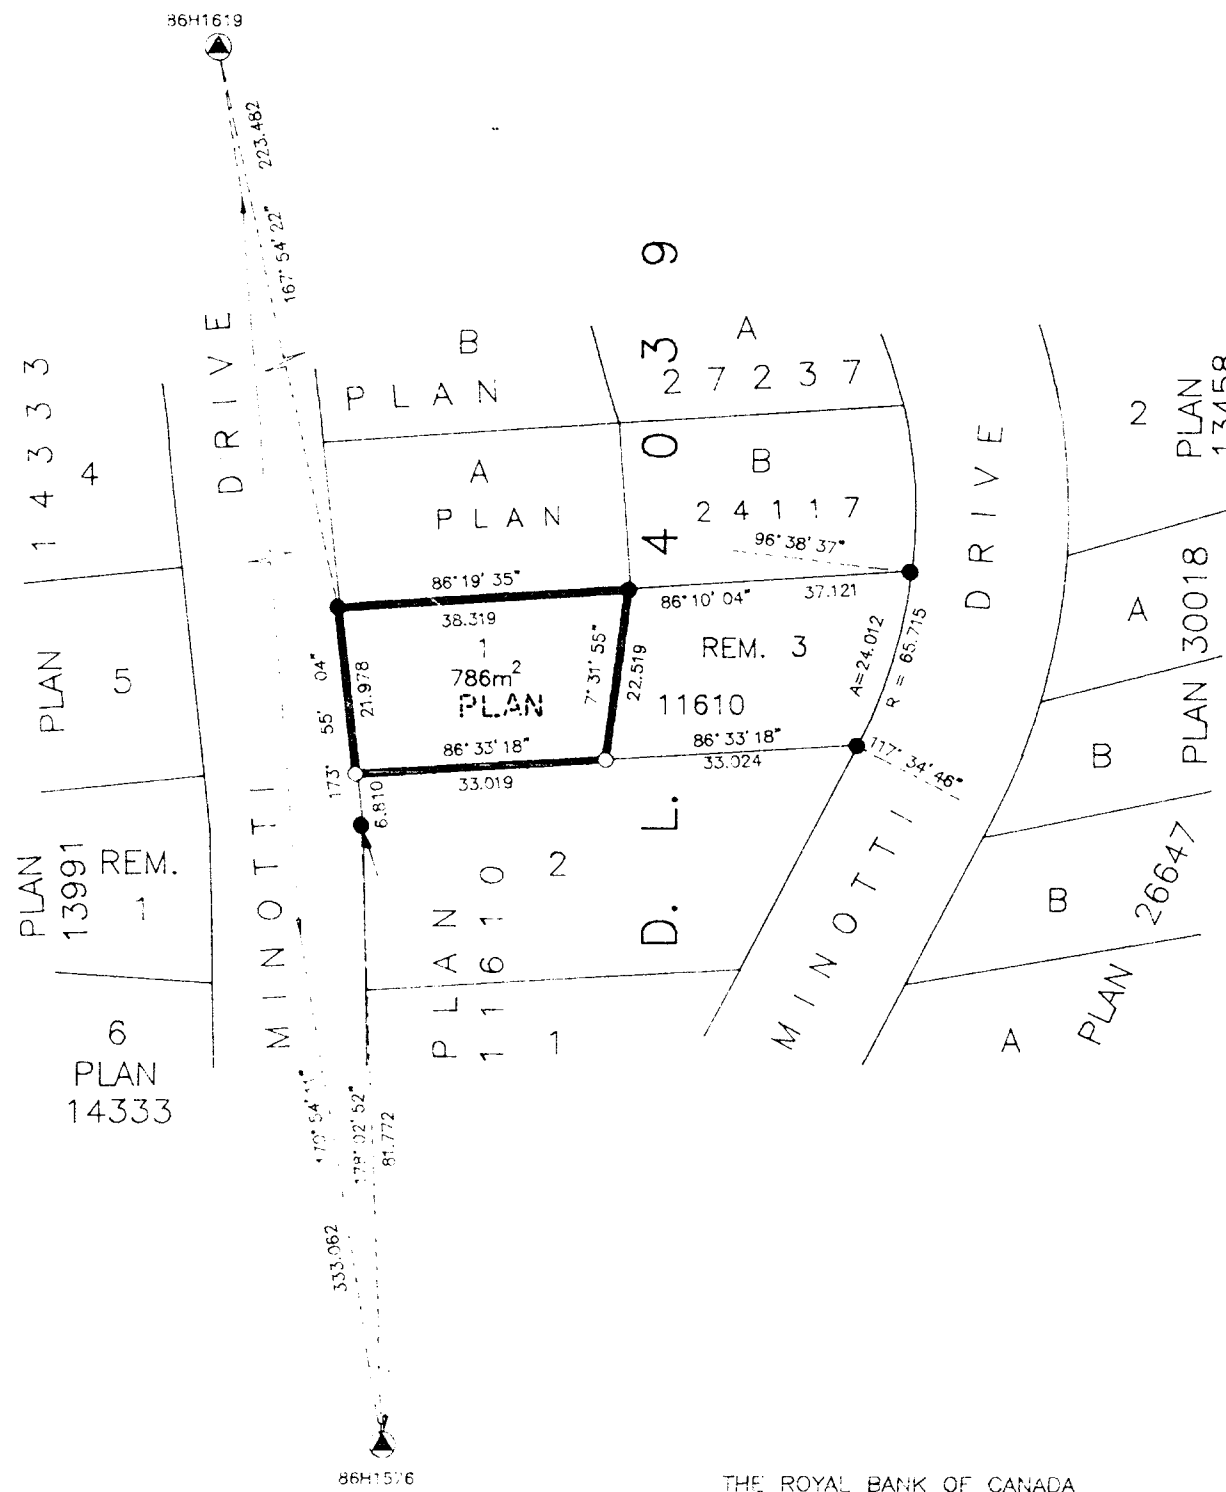 86H1619
223.482
167° 54' 22"
DRIVE
B
PLAN
9
A
27237
14333
4
2
PLAN
13458
DRIVE
A
PLAN
3
0
4
B
24117
96° 38' 37"
86° 19' 35"
38.319
86° 10' 04"
37.121
A
PLAN 30018
B
PLAN
5
1
786m²
PLAN
REM. 3
11610
173° 55' 04"
21.978
7° 31' 55"
22.519
A=24.012
R = 65.715
86° 33' 18"
33.019
86° 33' 18"
33.024
117° 34' 46"
6.810
PLAN
13991
REM.
1
MINOTTI
PLAN
11610
2
D. L.
MINOTTI
B
26647
PLAN
A
6
PLAN
14333
1
178° 02' 52"
81.772
333.062
THE ROYAL BANK OF CANADA